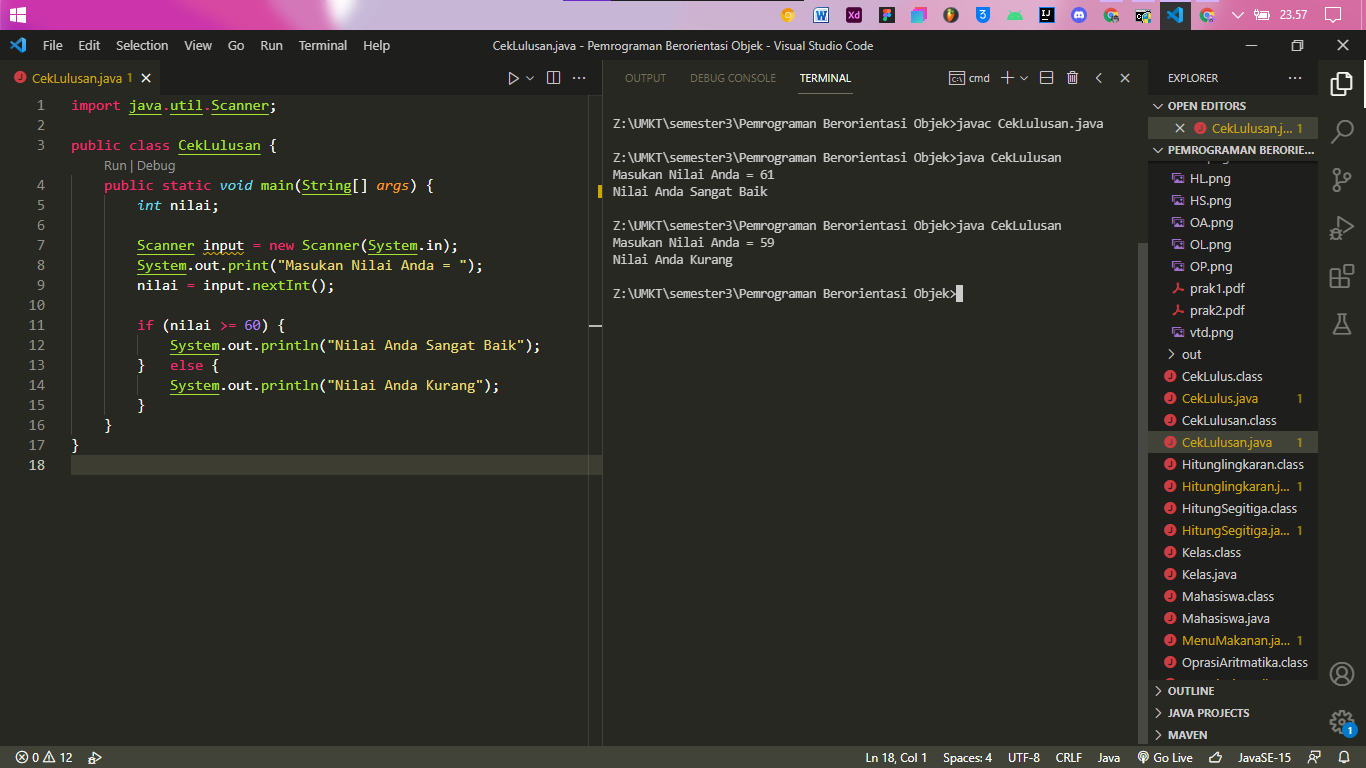 23.57
File Edit Selection View Go Run Terminal Help
CekLulusan.java - Pemrograman Berorientasi Objek - Visual Studio Code
CekLulusan.java 1
1 import java.util.Scanner;
2
3 public class CekLulusan {
Run | Debug
4 public static void main(String[] args) {
5 int nilai;
6
7 Scanner input = new Scanner(System.in);
8 System.out.print("Masukan Nilai Anda = ");
9 nilai = input.nextInt();
10
11 if (nilai >= 60) {
12 System.out.println("Nilai Anda Sangat Baik");
13 } else {
14 System.out.println("Nilai Anda Kurang");
15 }
16 }
17 }
18
OUTPUT DEBUG CONSOLE TERMINAL cmd
Z:\UMKT\semester3\Pemrograman Berorientasi Objek>javac CekLulusan.java
Z:\UMKT\semester3\Pemrograman Berorientasi Objek>java CekLulusan
Masukan Nilai Anda = 61
Nilai Anda Sangat Baik
Z:\UMKT\semester3\Pemrograman Berorientasi Objek>java CekLulusan
Masukan Nilai Anda = 59
Nilai Anda Kurang
Z:\UMKT\semester3\Pemrograman Berorientasi Objek>
EXPLORER
OPEN EDITORS
CekLulusan.j... 1
PEMROGRAMAN BERORIE...
HL.png
HS.png
OA.png
OL.png
OP.png
prak1.pdf
prak2.pdf
vtd.png
out
CekLulus.class
CekLulus.java 1
CekLulusan.class
CekLulusan.java 1
Hitunglingkaran.class
Hitunglingkaran.j... 1
HitungSegitiga.class
HitungSegitiga.ja... 1
Kelas.class
Kelas.java
Mahasiswa.class
Mahasiswa.java
MenuMakanan.ja... 1
OprasiAritmatika.class
OUTLINE
JAVA PROJECTS
MAVEN
1
0 12
Ln 18, Col 1 Spaces: 4 UTF-8 CRLF Java Go Live JavaSE-15